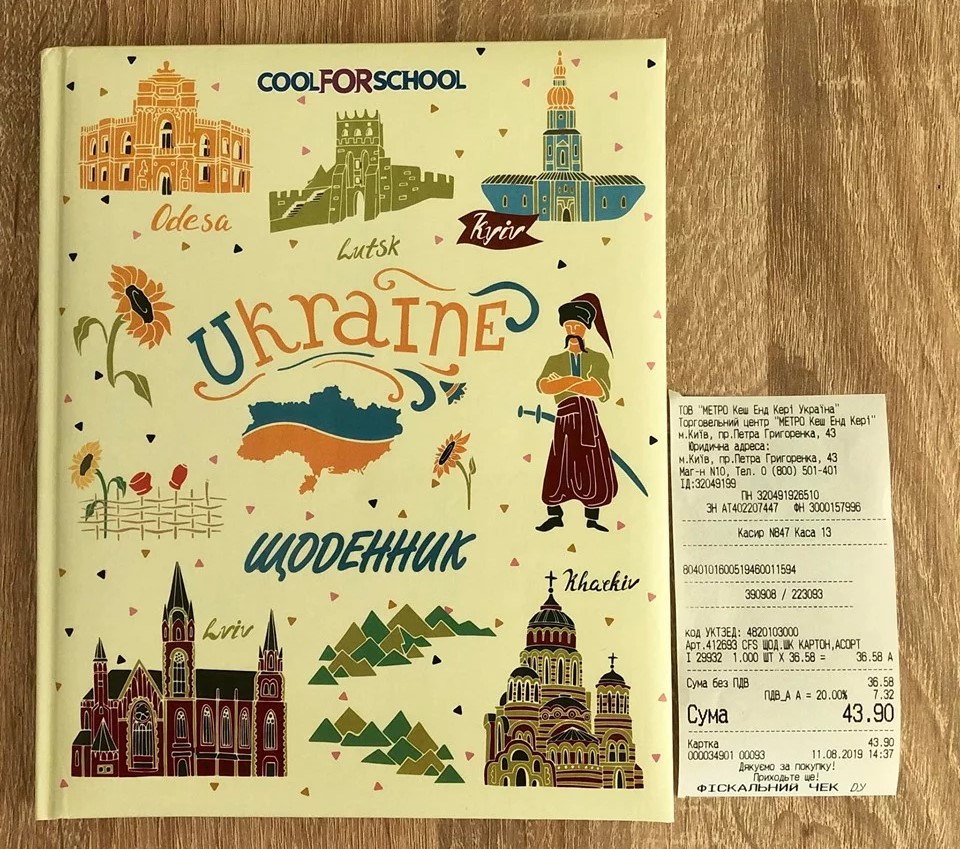 COOLFORSCHOOL
Odesa
Lutsk
Kyiv
UKRAINE
ЩОДЕННИК
Lviv
Kharkiv
ТОВ "МЕТРО Кеш Енд Кері Україна"
Торговельний центр "МЕТРО Кеш Енд Кері"
м.Київ, пр.Петра Григоренка, 43
Юридична адреса:
м.Київ, пр.Петра Григоренка, 43
Маг-н N10, Тел. 0 (800) 501-401
ІД:32049199
ПН 320491926510
ЗН АТ402207447 ФН 3000157996
Касир N847 Каса 13
8040101600519460011594
390908 / 223093
код УКТЗЕД: 4820103000
Арт.412693 CFS ЩОД.ШК КАРТОН,АСОРТ
I 29932 1.000 ШТ X 36.58 = 36.58 А
Сума без ПДВ 36.58
ПДВ_А А = 20.00% 7.32
Сума 43.90
Картка 43.90
000034901 00093 11.08.2019 14:37
Дякуємо за покупку!
Приходьте ще!
ФІСКАЛЬНИЙ ЧЕК